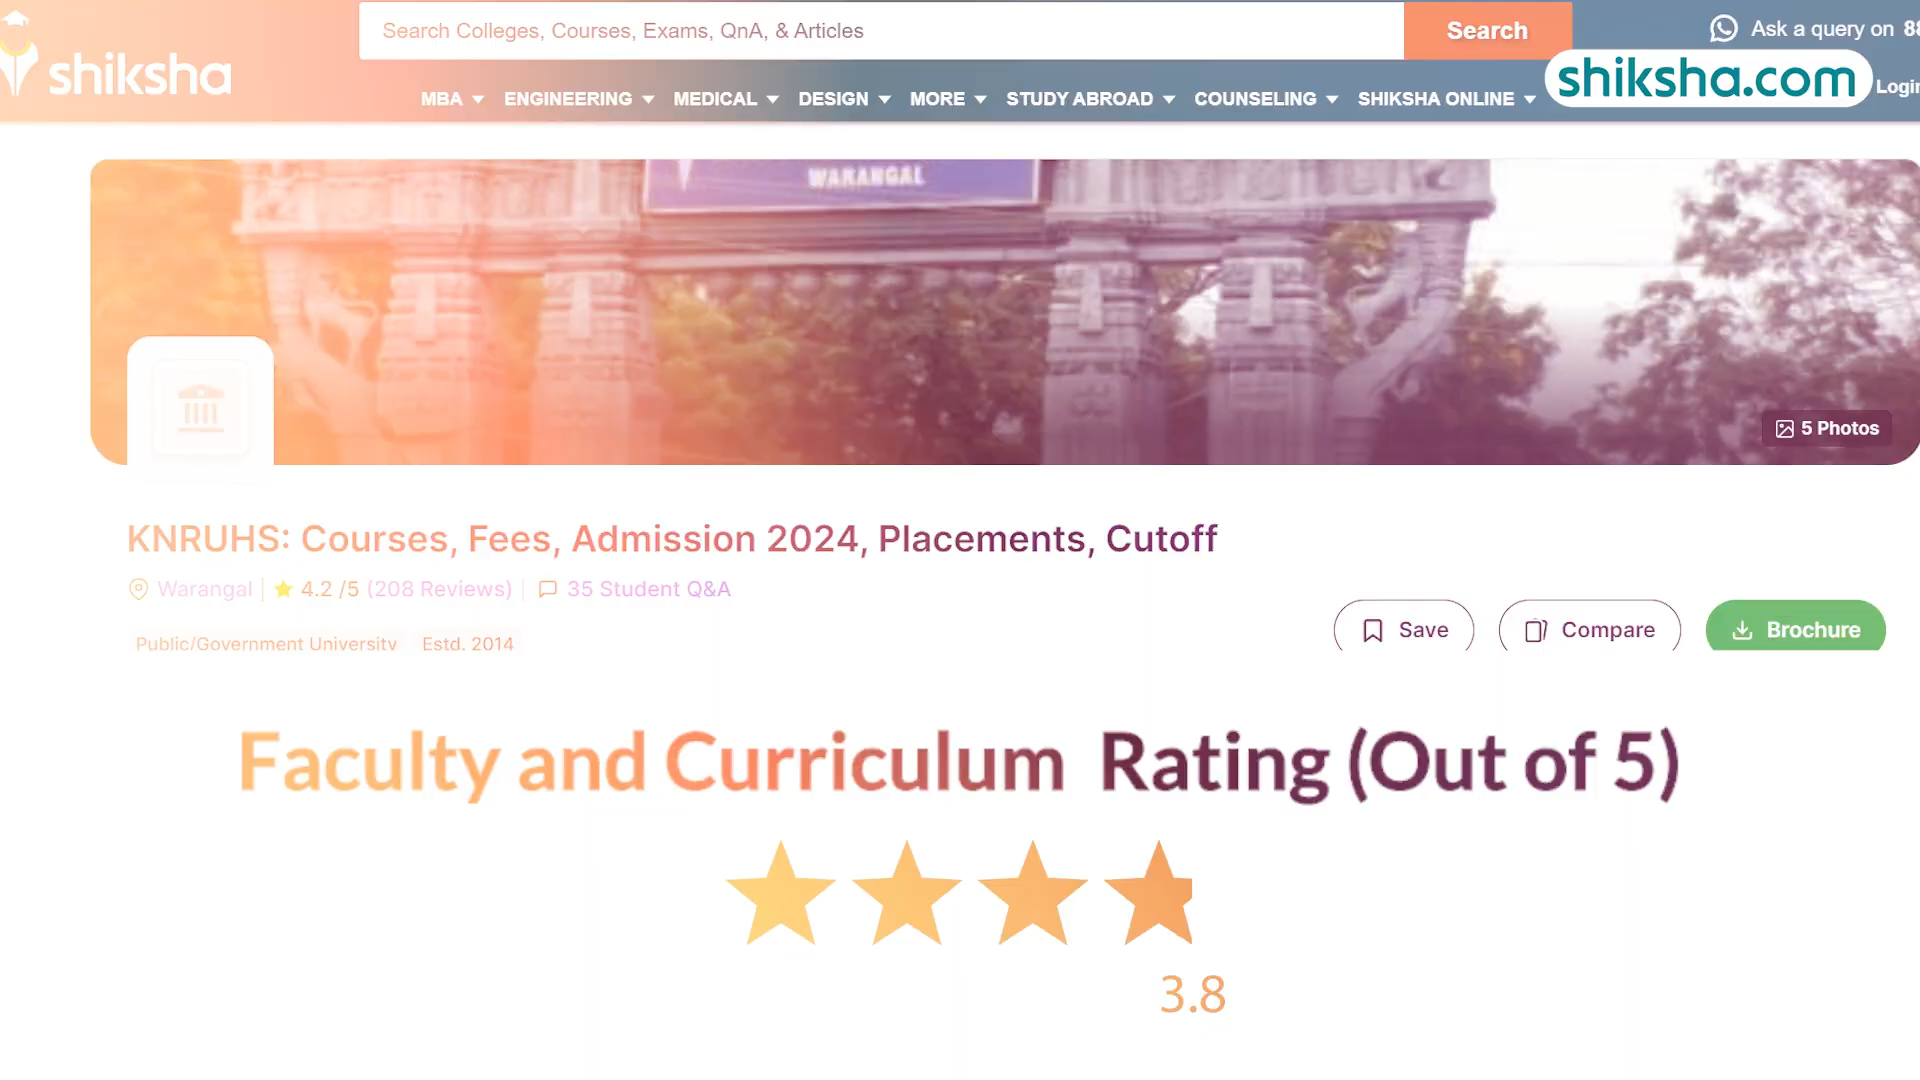 shiksha
Search Colleges, Courses, Exams, QnA, & Articles
Search
Ask a query on 88
shiksha.com
Login
MBA
ENGINEERING
MEDICAL
DESIGN
MORE
STUDY ABROAD
COUNSELING
SHIKSHA ONLINE
WARANGAL
5 Photos
KNRUHS: Courses, Fees, Admission 2024, Placements, Cutoff
Warangal | 4.2 /5 (208 Reviews) | 35 Student Q&A
Public/Government University Estd. 2014
Save
Compare
Brochure
Faculty and Curriculum Rating (Out of 5)
3.8